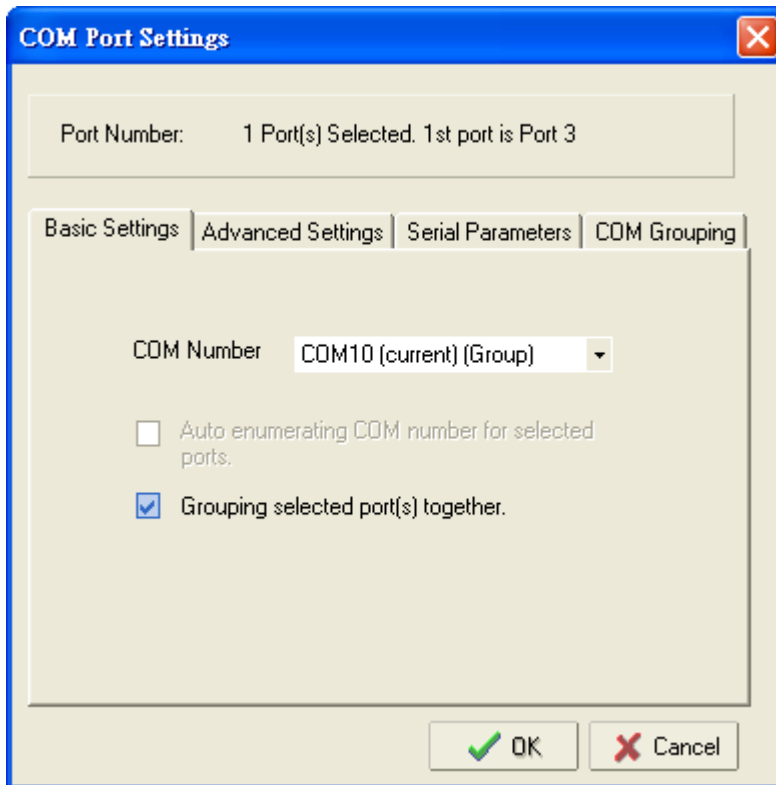 COM Port Settings
Port Number: 1 Port(s) Selected. 1st port is Port 3
Basic Settings Advanced Settings Serial Parameters COM Grouping
COM Number COM10 (current) (Group)
Auto enumerating COM number for selected
ports.
Grouping selected port(s) together.
OK Cancel